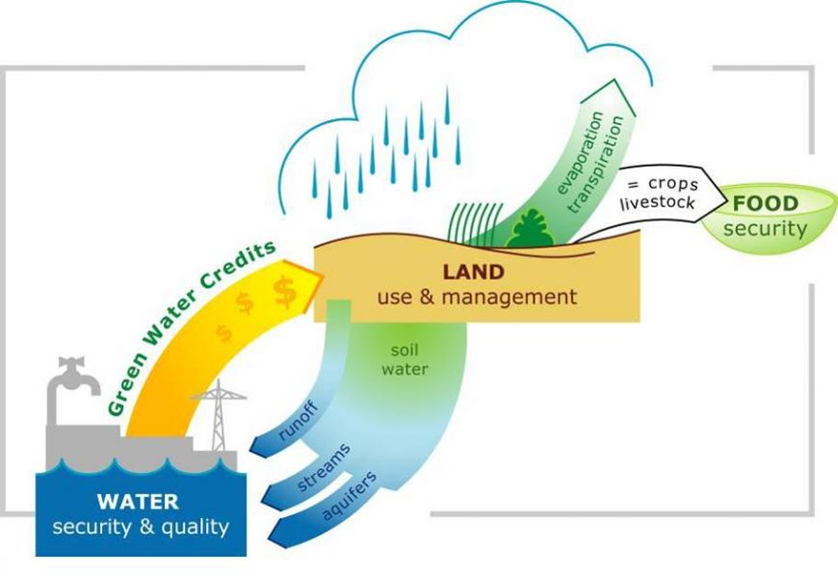 evaporation
transpiration
= crops
livestock
FOOD
security
Green Water Credits
$ $ $
LAND
use & management
soil
water
runoff
streams
aquifers
WATER
security & quality